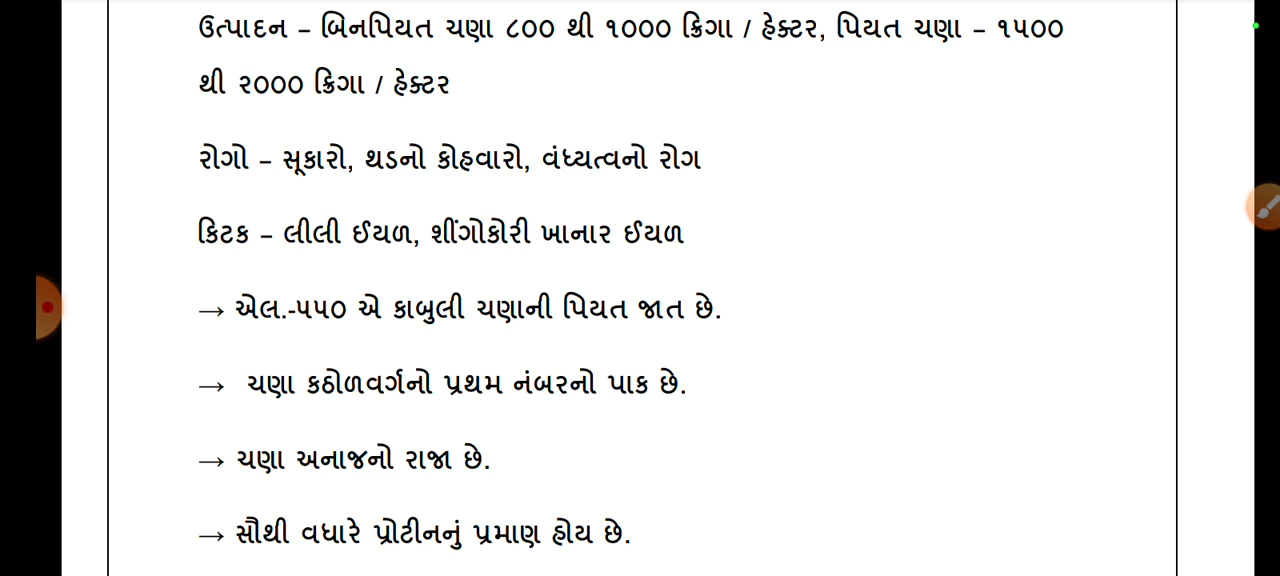 ઉત્પાદન – બિનપિયત ચણા ૮૦૦ થી ૧૦૦૦ ક્રિગા / હેક્ટર, પિયત ચણા – ૧૫૦૦
થી ૨૦૦૦ ક્રિગા / હેક્ટર
રોગો – સૂકારો, થડનો કોહવારો, વંધ્યત્વનો રોગ
કિટક – લીલી ઈયળ, શીંગોકોરી ખાનાર ઈયળ
→ એલ.-૫૫૦ એ કાબુલી ચણાની પિયત જાત છે.
→ ચણા કઠોળવર્ગનો પ્રથમ નંબરનો પાક છે.
→ ચણા અનાજનો રાજા છે.
→ સૌથી વધારે પ્રોટીનનું પ્રમાણ હોય છે.